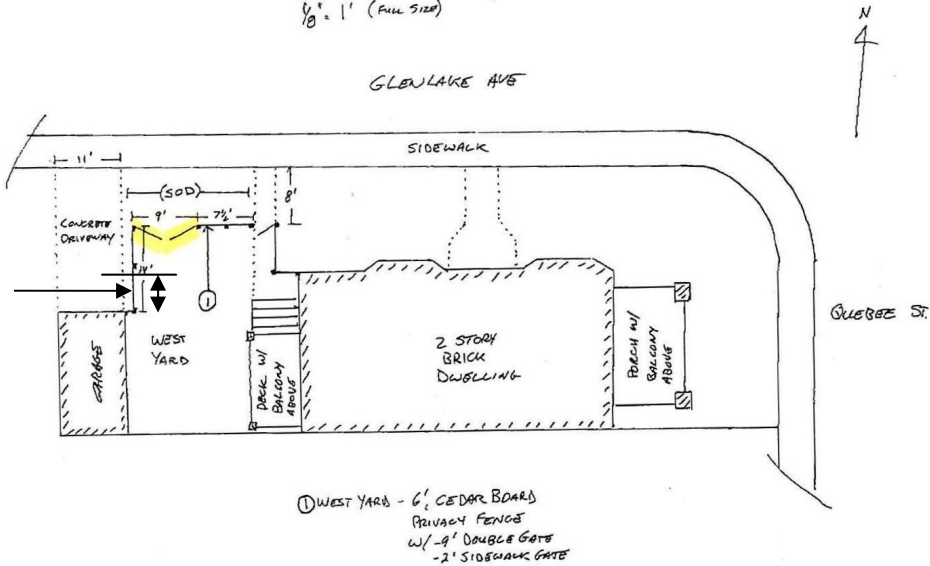 1/8" = 1' (FULL SIZE)
N
GLENLAKE AVE
SIDEWALK
11'
(SOD)
8'
9'
7½'
CONCRETE
DRIVEWAY
14'
1
WEST
YARD
GARAGE
DECK W/
BALCONY
ABOVE
2 STORY
BRICK
DWELLING
PORCH W/
BALCONY
ABOVE
QUEBEE ST.
① WEST YARD - 6', CEDAR BOARD
PRIVACY FENCE
W/ -9' DOUBLE GATE
-2' SIDEWALK GATE